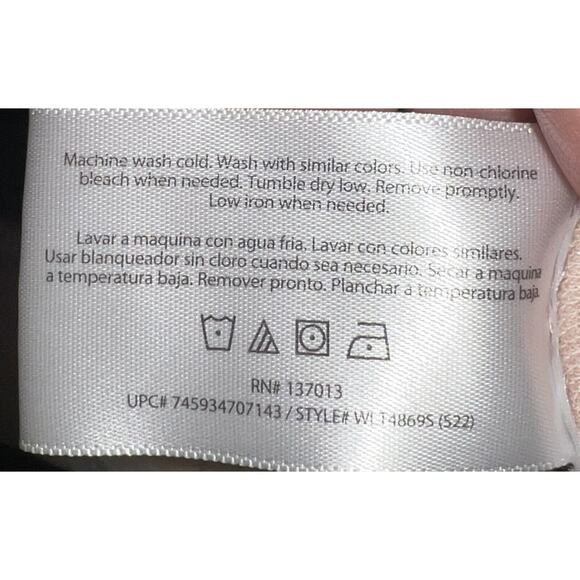 Machine wash cold. Wash with similar colors. Use non-chlorine
bleach when needed. Tumble dry low. Remove promptly.
Low iron when needed.
Lavar a maquina con agua fria. Lavar con colores similares.
Usar blanqueador sin cloro cuando sea necesario. Secar a maquina
a temperatura baja. Remover pronto. Planchar a temperatura baja
RN# 137013
UPC# 745934707143 / STYLE# WL14869S (S22)